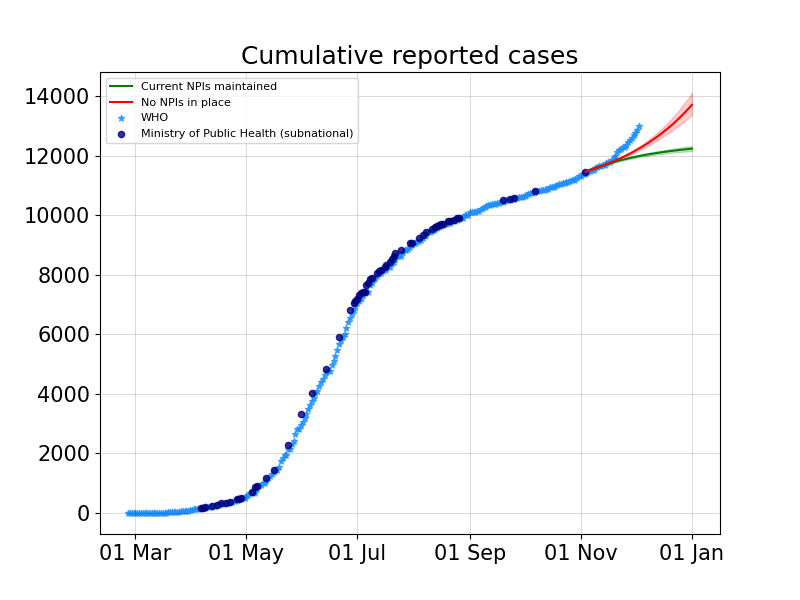 Cumulative reported cases
Current NPIs maintained
No NPIs in place
WHO
Ministry of Public Health (subnational)
14000
12000
10000
8000
6000
4000
2000
0
01 Mar 01 May 01 Jul 01 Sep 01 Nov 01 Jan